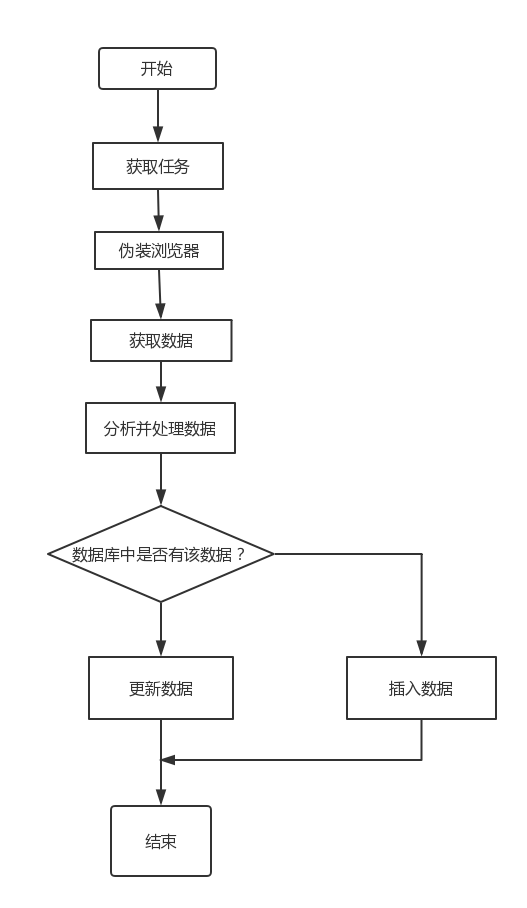 开始
获取任务
伪装浏览器
获取数据
分析并处理数据
数据库中是否有该数据？
更新数据
插入数据
结束